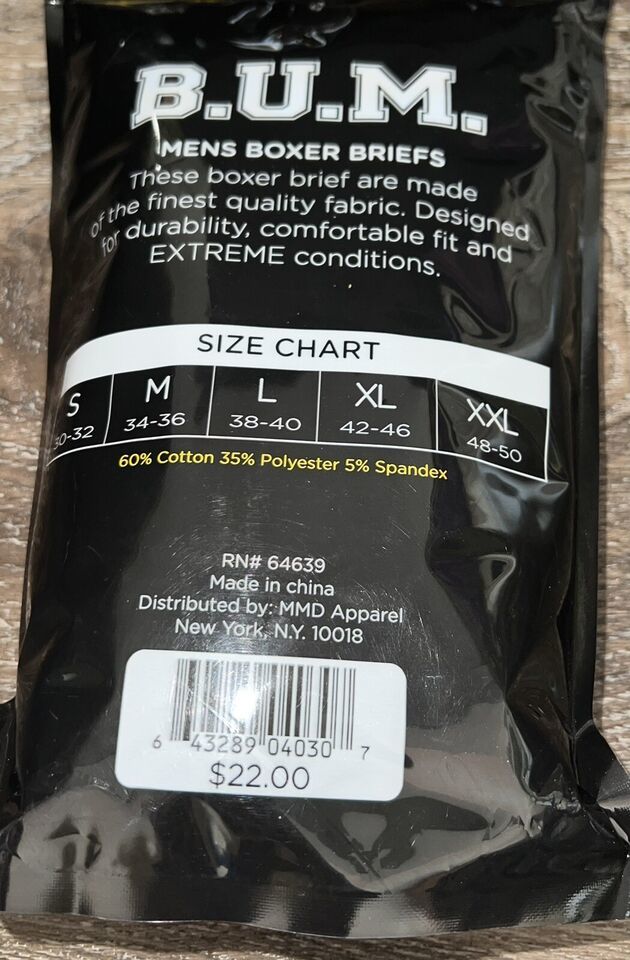 B.U.M.
MENS BOXER BRIEFS
These boxer brief are made
of the finest quality fabric. Designed
for durability, comfortable fit and
EXTREME conditions.
SIZE CHART
S M L XL XXL
30-32 34-36 38-40 42-46 48-50
60% Cotton 35% Polyester 5% Spandex
RN# 64639
Made in china
Distributed by: MMD Apparel
New York, N.Y. 10018
6 43289 04030 7
$22.00